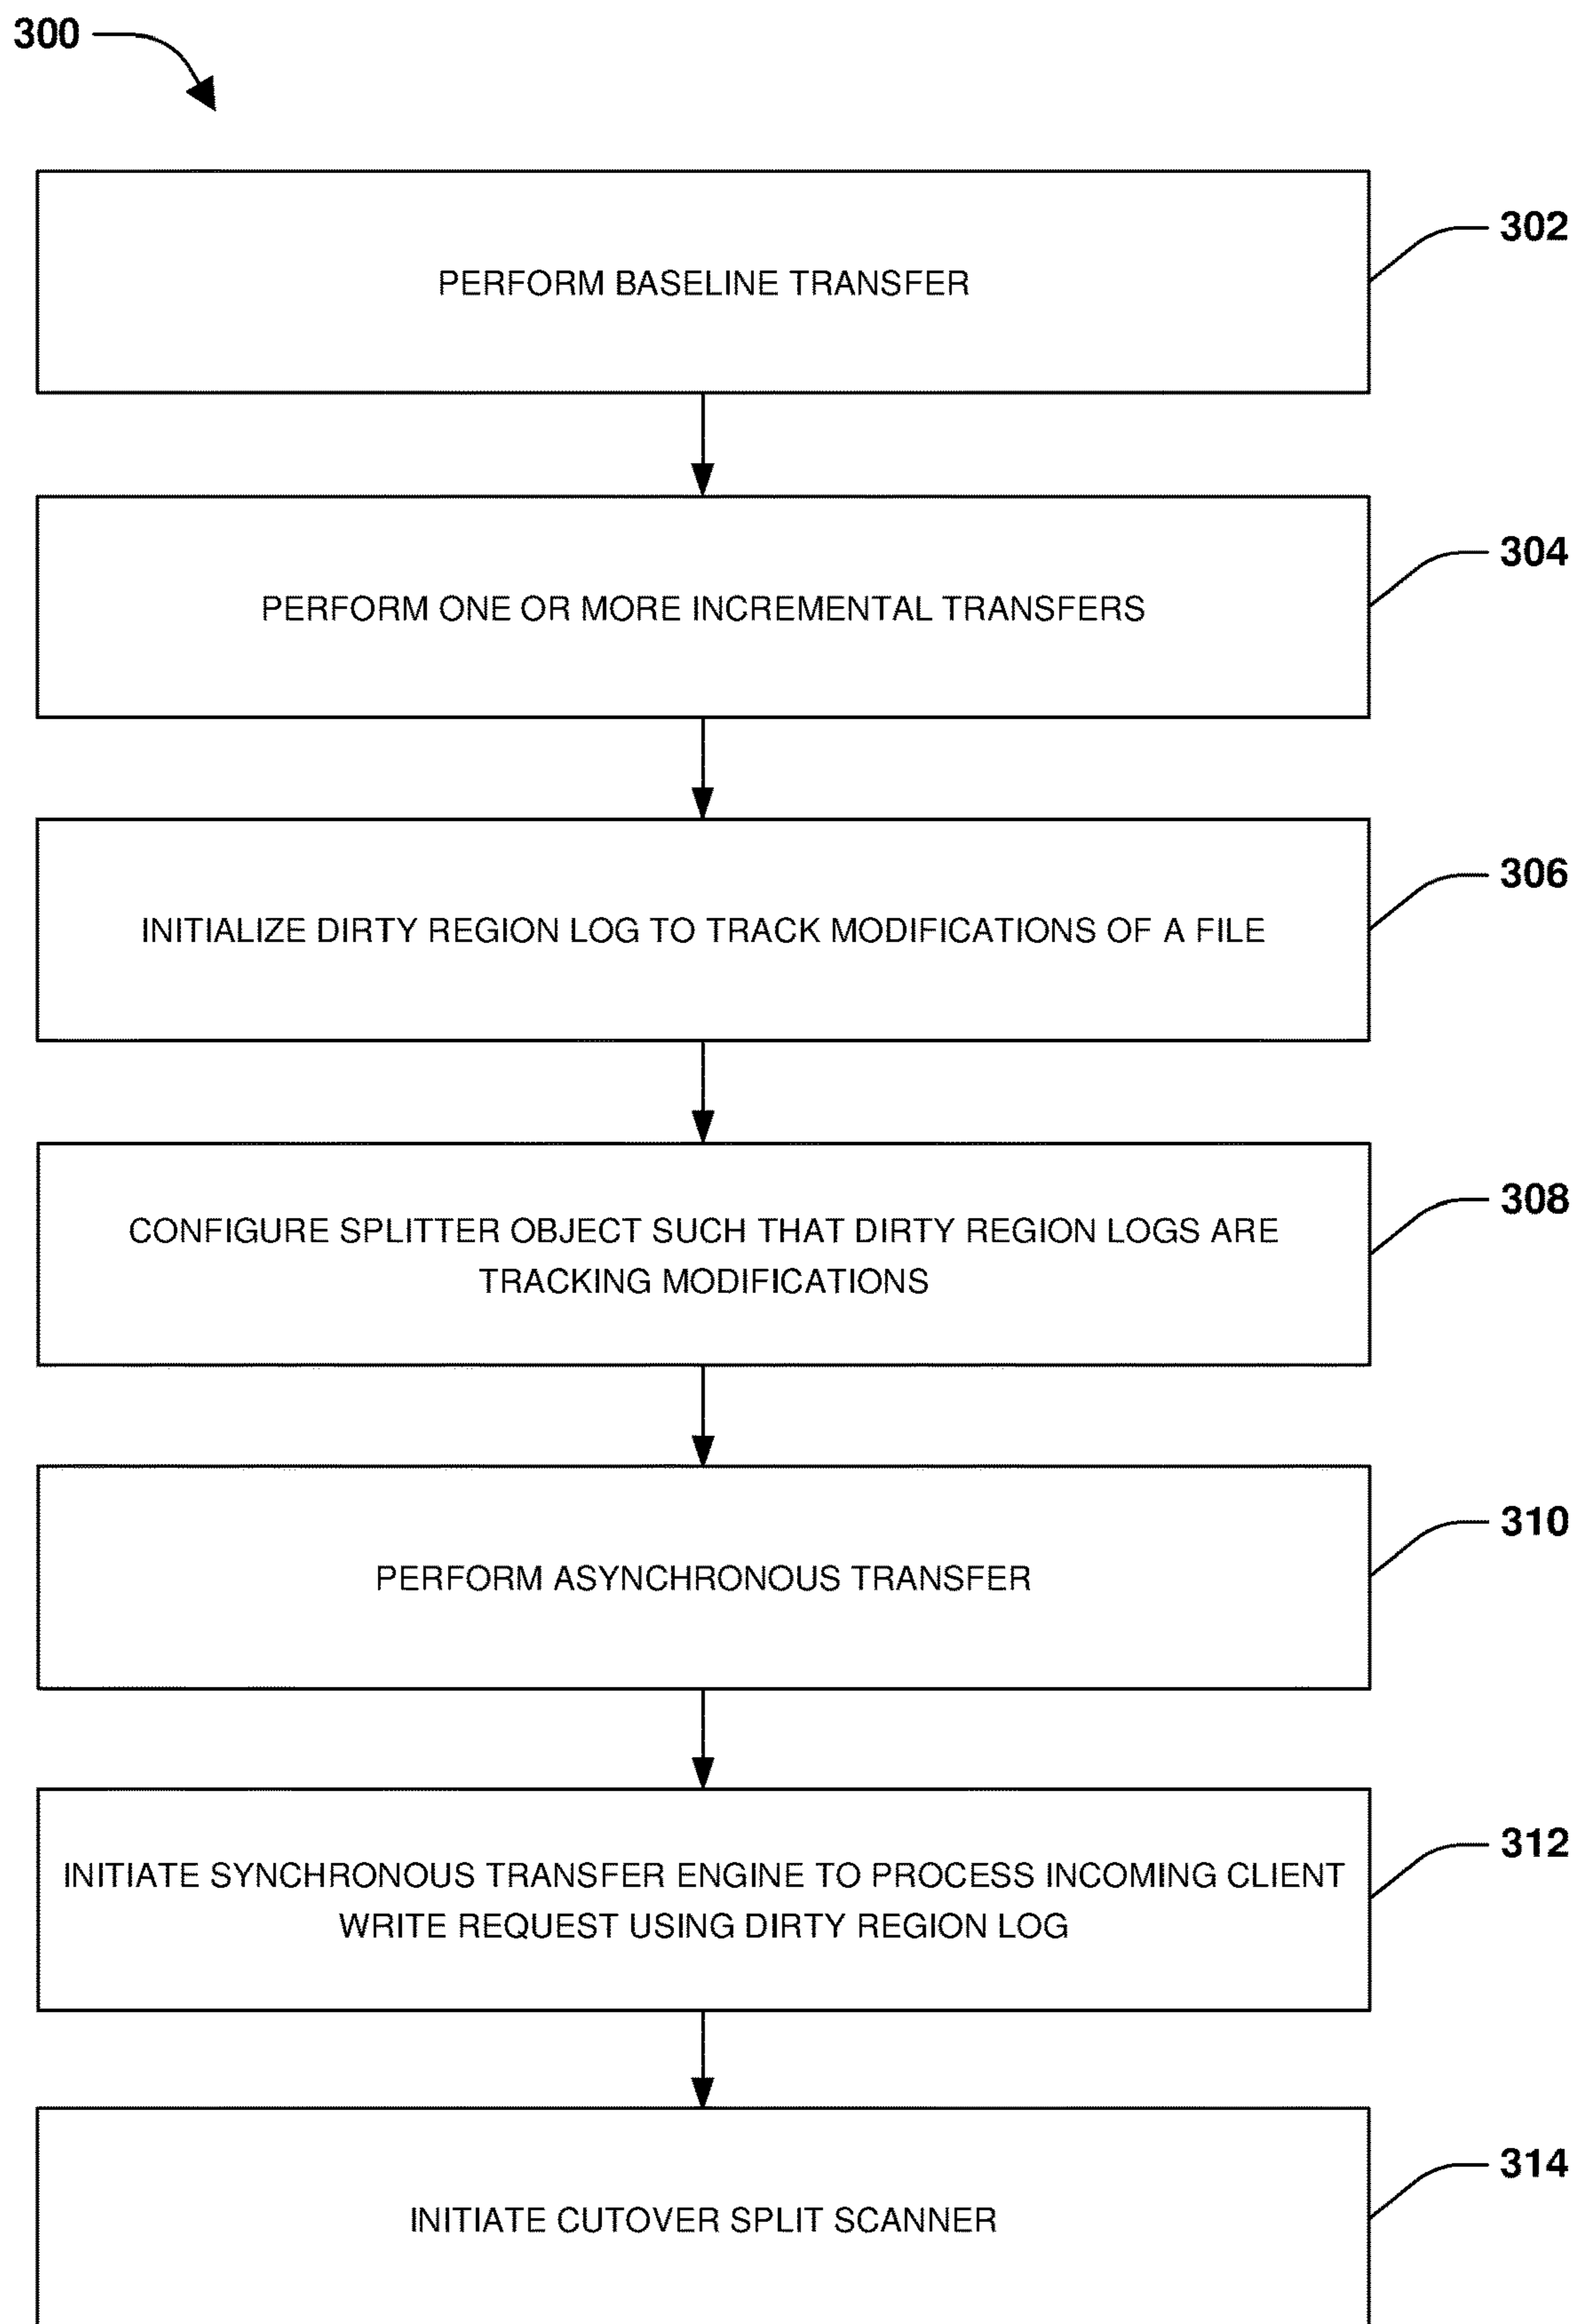 300
302
PERFORM BASELINE TRANSFER
304
PERFORM ONE OR MORE INCREMENTAL TRANSFERS
306
INITIALIZE DIRTY REGION LOG TO TRACK MODIFICATIONS OF A FILE
308
CONFIGURE SPLITTER OBJECT SUCH THAT DIRTY REGION LOGS ARE
TRACKING MODIFICATIONS
310
PERFORM ASYNCHRONOUS TRANSFER
312
INITIATE SYNCHRONOUS TRANSFER ENGINE TO PROCESS INCOMING CLIENT
WRITE REQUEST USING DIRTY REGION LOG
314
INITIATE CUTOVER SPLIT SCANNER